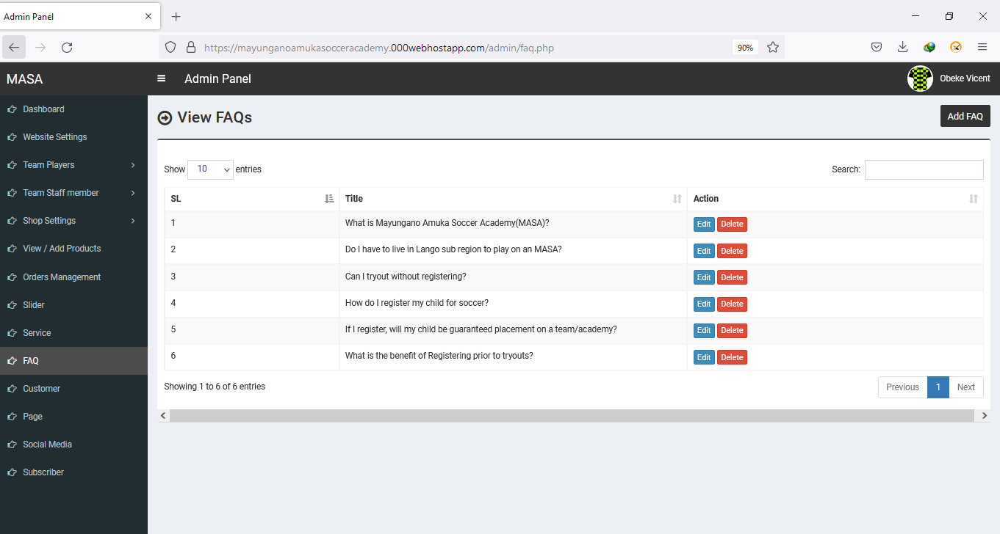 Admin Panel
https://mayunganoamukasocceracademy.000webhostapp.com/admin/faq.php
90%
MASA
Admin Panel
Obeke Vicent
Dashboard
Website Settings
Team Players
Team Staff member
Shop Settings
View / Add Products
Orders Management
Slider
Service
FAQ
Customer
Page
Social Media
Subscriber
View FAQs
Add FAQ
Show 10 entries
Search:
SL Title Action
1 What is Mayungano Amuka Soccer Academy(MASA)? Edit Delete
2 Do I have to live in Lango sub region to play on an MASA? Edit Delete
3 Can I tryout without registering? Edit Delete
4 How do I register my child for soccer? Edit Delete
5 If I register, will my child be guaranteed placement on a team/academy? Edit Delete
6 What is the benefit of Registering prior to tryouts? Edit Delete
Showing 1 to 6 of 6 entries
Previous 1 Next